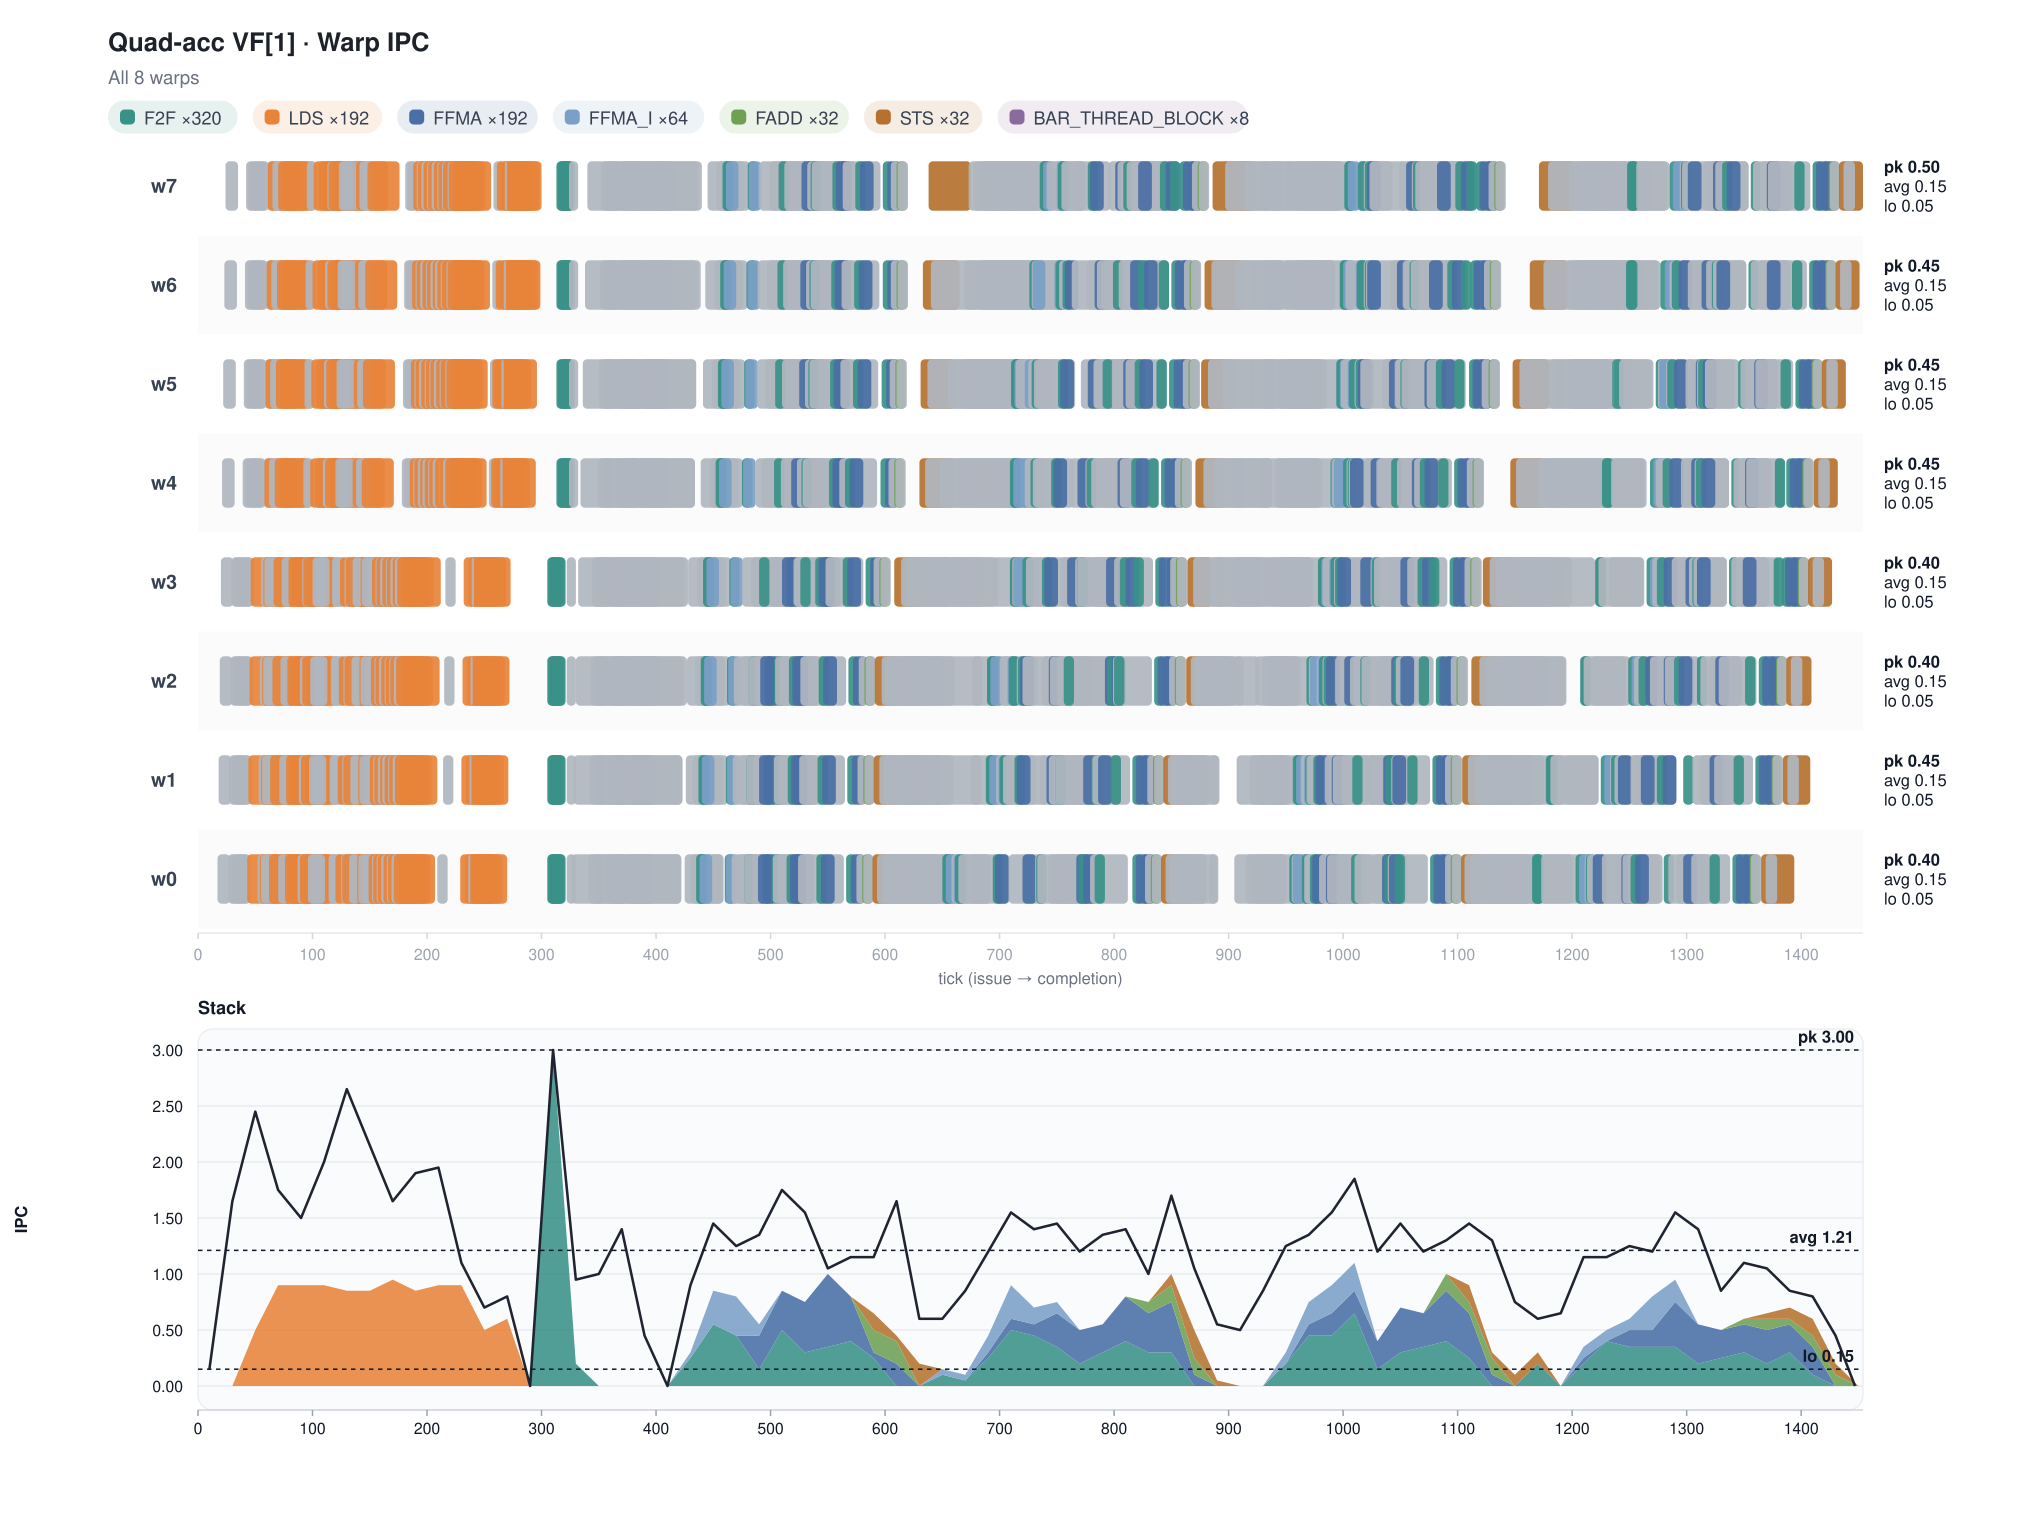 Quad-acc VF[1] · Warp IPC
All 8 warps
F2F ×320 LDS ×192 FFMA ×192 FFMA_I ×64 FADD ×32 STS ×32 BAR_THREAD_BLOCK ×8
w7
pk 0.50
avg 0.15
lo 0.05
w6
pk 0.45
avg 0.15
lo 0.05
w5
pk 0.45
avg 0.15
lo 0.05
w4
pk 0.45
avg 0.15
lo 0.05
w3
pk 0.40
avg 0.15
lo 0.05
w2
pk 0.40
avg 0.15
lo 0.05
w1
pk 0.45
avg 0.15
lo 0.05
w0
pk 0.40
avg 0.15
lo 0.05
0 100 200 300 400 500 600 700 800 900 1000 1100 1200 1300 1400
tick (issue → completion)
Stack
pk 3.00
3.00
2.50
2.00
1.50
avg 1.21
1.00
0.50
lo 0.15
0.00
IPC
0 100 200 300 400 500 600 700 800 900 1000 1100 1200 1300 1400